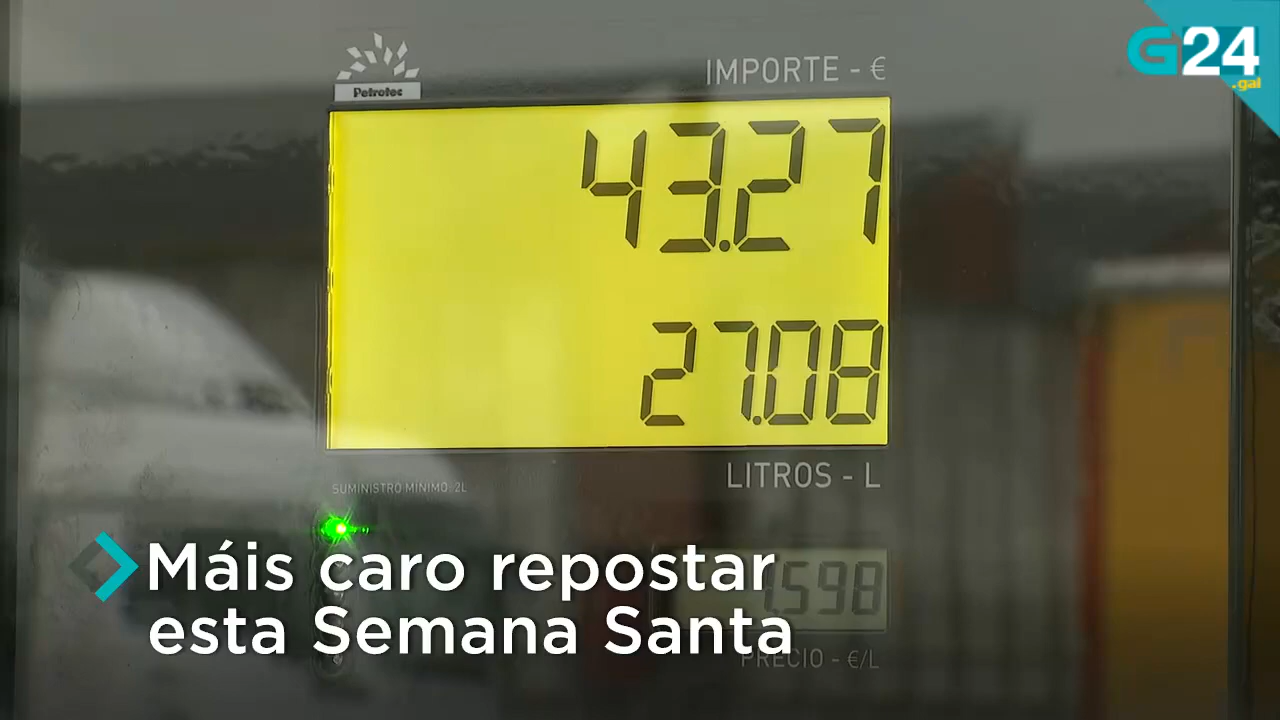 G24
.gal
Petrotec
IMPORTE - €
43.27
27.08
LITROS - L
SUMINISTRO MÍNIMO-2L
Máis caro repostar
esta Semana Santa
1,598
PRECIO - €/L